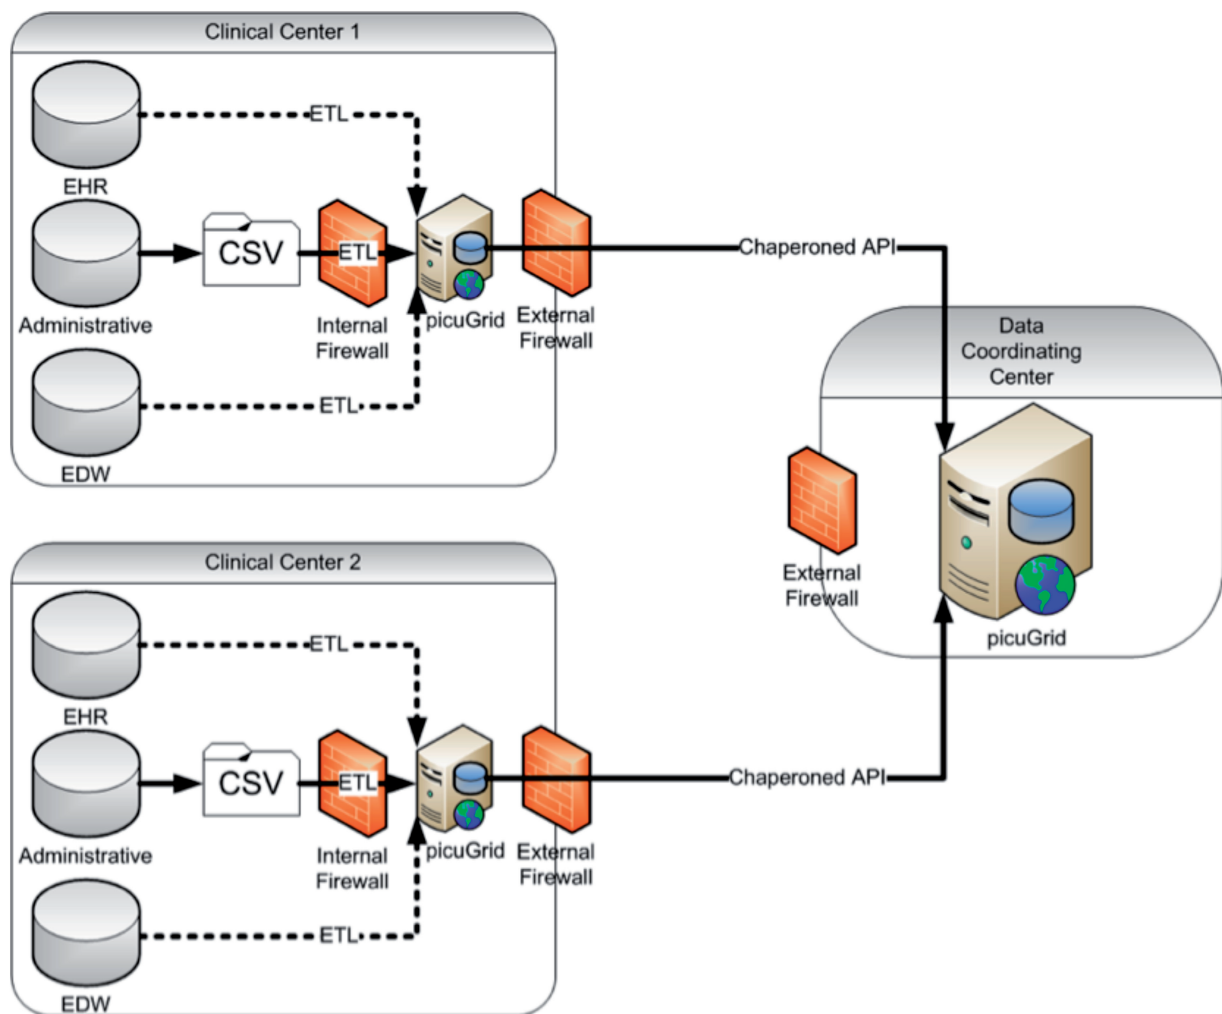 Clinical Center 1
ETL
EHR
CSV
ETL
Chaperoned API
Administrative
Internal
Firewall
picuGrid
External
Firewall
ETL
EDW
Data
Coordinating
Center
External
Firewall
picuGrid
Clinical Center 2
ETL
EHR
CSV
ETL
Chaperoned API
Administrative
Internal
Firewall
picuGrid
External
Firewall
ETL
EDW